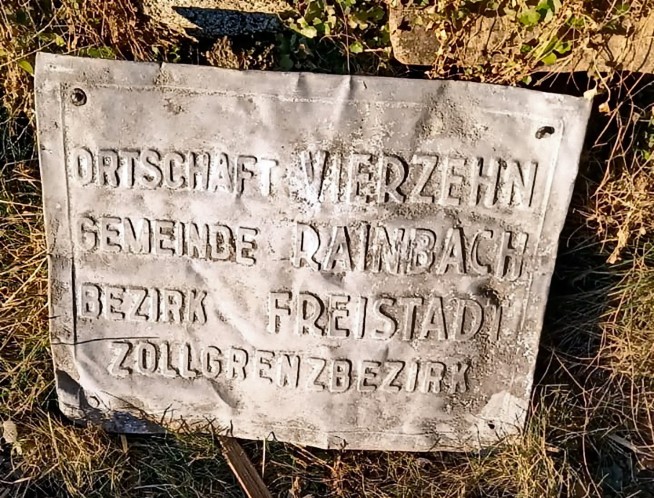 ORTSCHAFT VIERZEHN
GEMEINDE RAINBACH
BEZIRK FREISTADT
ZOLLGRENZBEZIRK